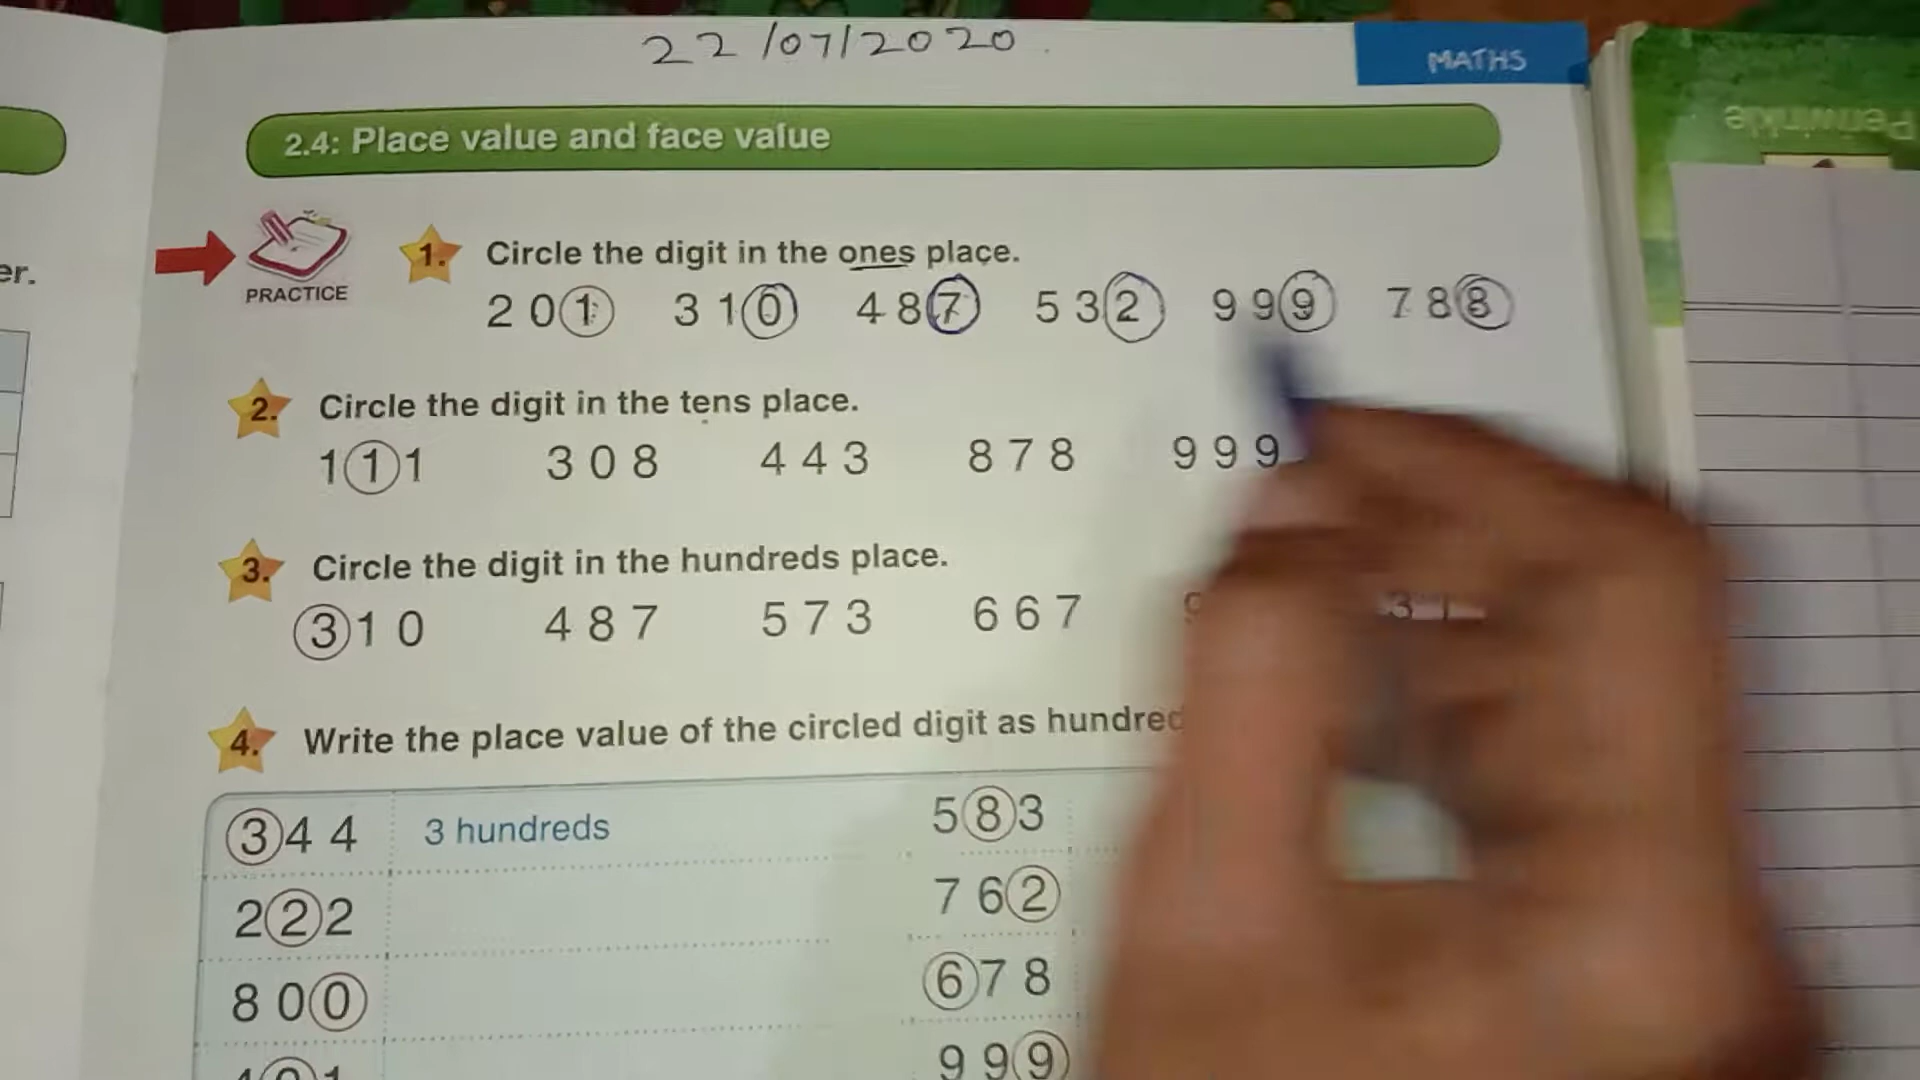 22/07/2020
MATHS
Periwinkle
2.4: Place value and face value
er.
PRACTICE
1. Circle the digit in the ones place.
201 310 487 532 999 788
2. Circle the digit in the tens place.
111 308 443 878 999
3. Circle the digit in the hundreds place.
310 487 573 667
4. Write the place value of the circled digit as
344 3 hundreds 583
222 762
800 678
999